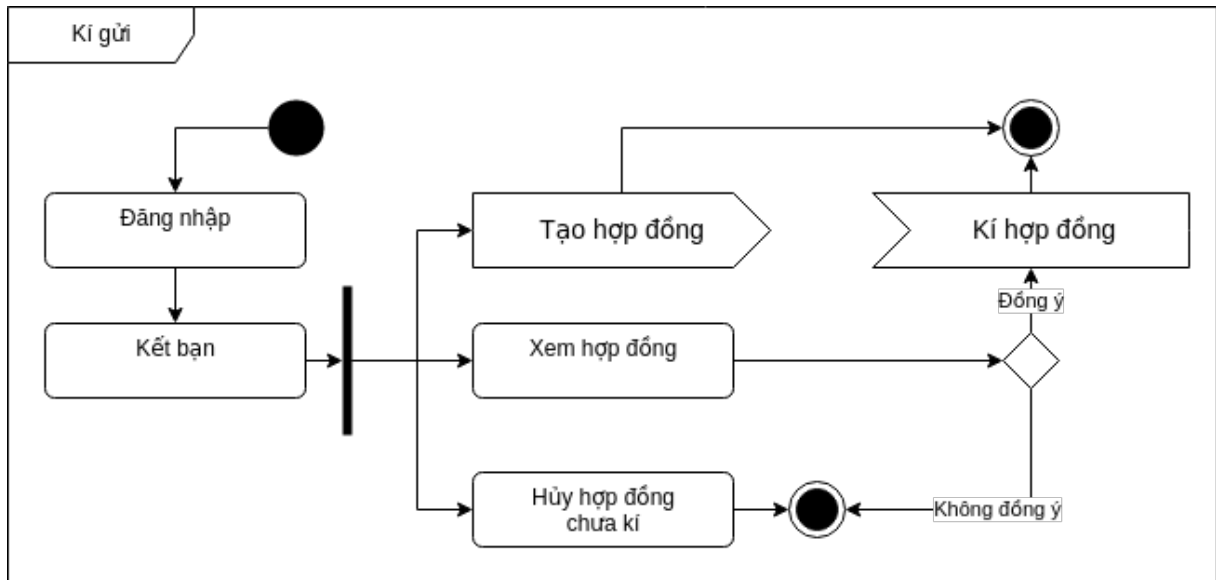 Kí gửi
Đăng nhập
Tạo hợp đồng
Kí hợp đồng
Đồng ý
Kết bạn
Xem hợp đồng
Hủy hợp đồng
chưa kí
Không đồng ý